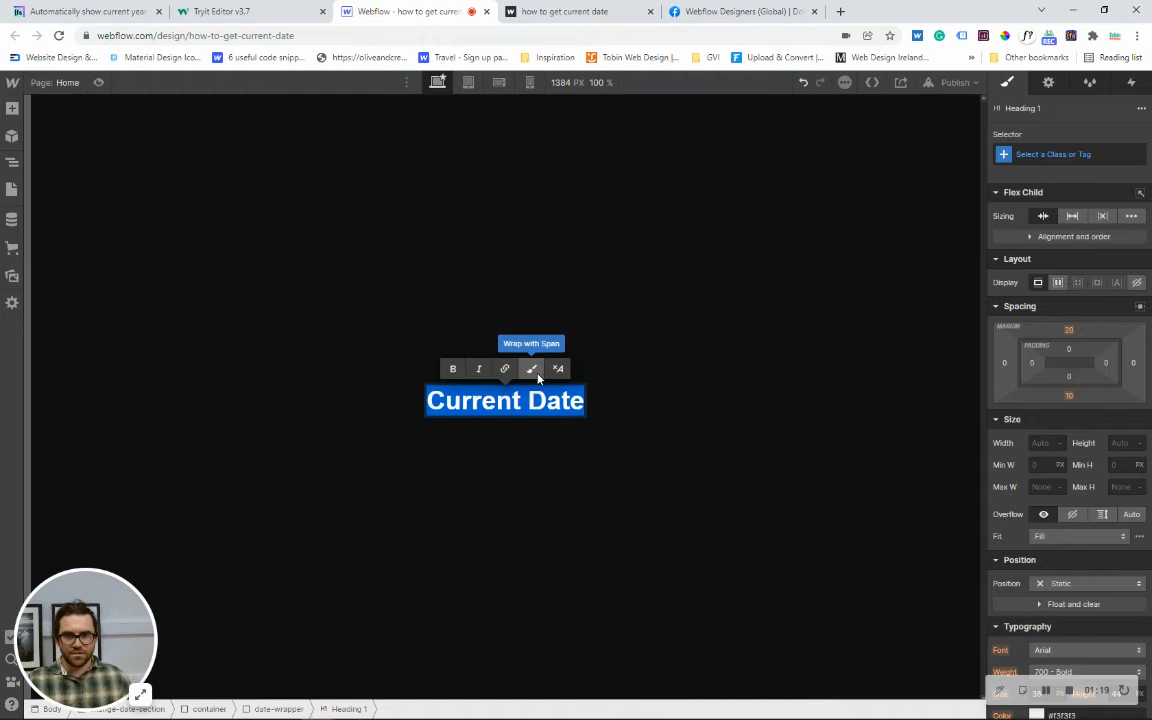 Automatically show current year
Tryit Editor v3.7
Webflow - how to get curre
how to get current date
Webflow Designers (Global) | Do
webflow.com/design/how-to-get-current-date
Website Design &...
Material Design Ico...
6 useful code snipp...
https://oliveandcre...
Travel - Sign up pa...
Inspiration
Tobin Web Design |...
GVI
Upload & Convert |...
Web Design Ireland...
Other bookmarks
Reading list
Page: Home
1384 PX 100 %
Publish
H1 Heading 1
Selector
Select a Class or Tag
Flex Child
Sizing
Alignment and order
Layout
Display
Spacing
MARGIN
20
PADDING
0
0 0 0 0
0
10
Size
Width Auto - Height Auto -
Min W 0 PX Min H 0 PX
Max W None - Max H None -
Overflow Auto
Fit Fill
Position
Position Static
Float and clear
Typography
Font Arial
Weight 700 - Bold
Color #f3f3f3
01:19
Wrap with Span
B I
Current Date
Body
container
date-wrapper
H1 Heading 1